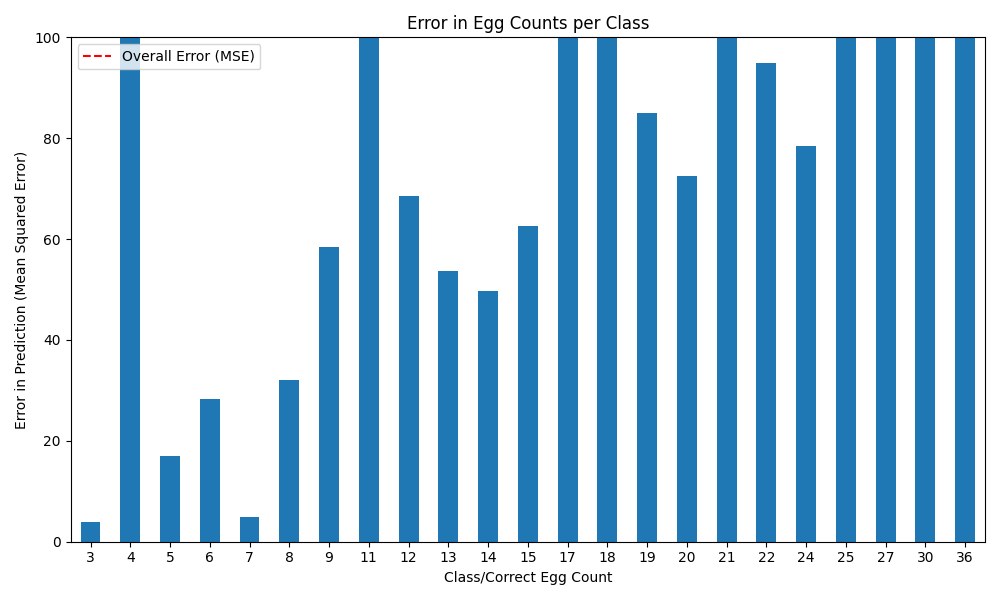 Error in Egg Counts per Class
Overall Error (MSE)
Error in Prediction (Mean Squared Error)
100
80
60
40
20
0
3 4 5 6 7 8 9 11 12 13 14 15 17 18 19 20 21 22 24 25 27 30 36
Class/Correct Egg Count